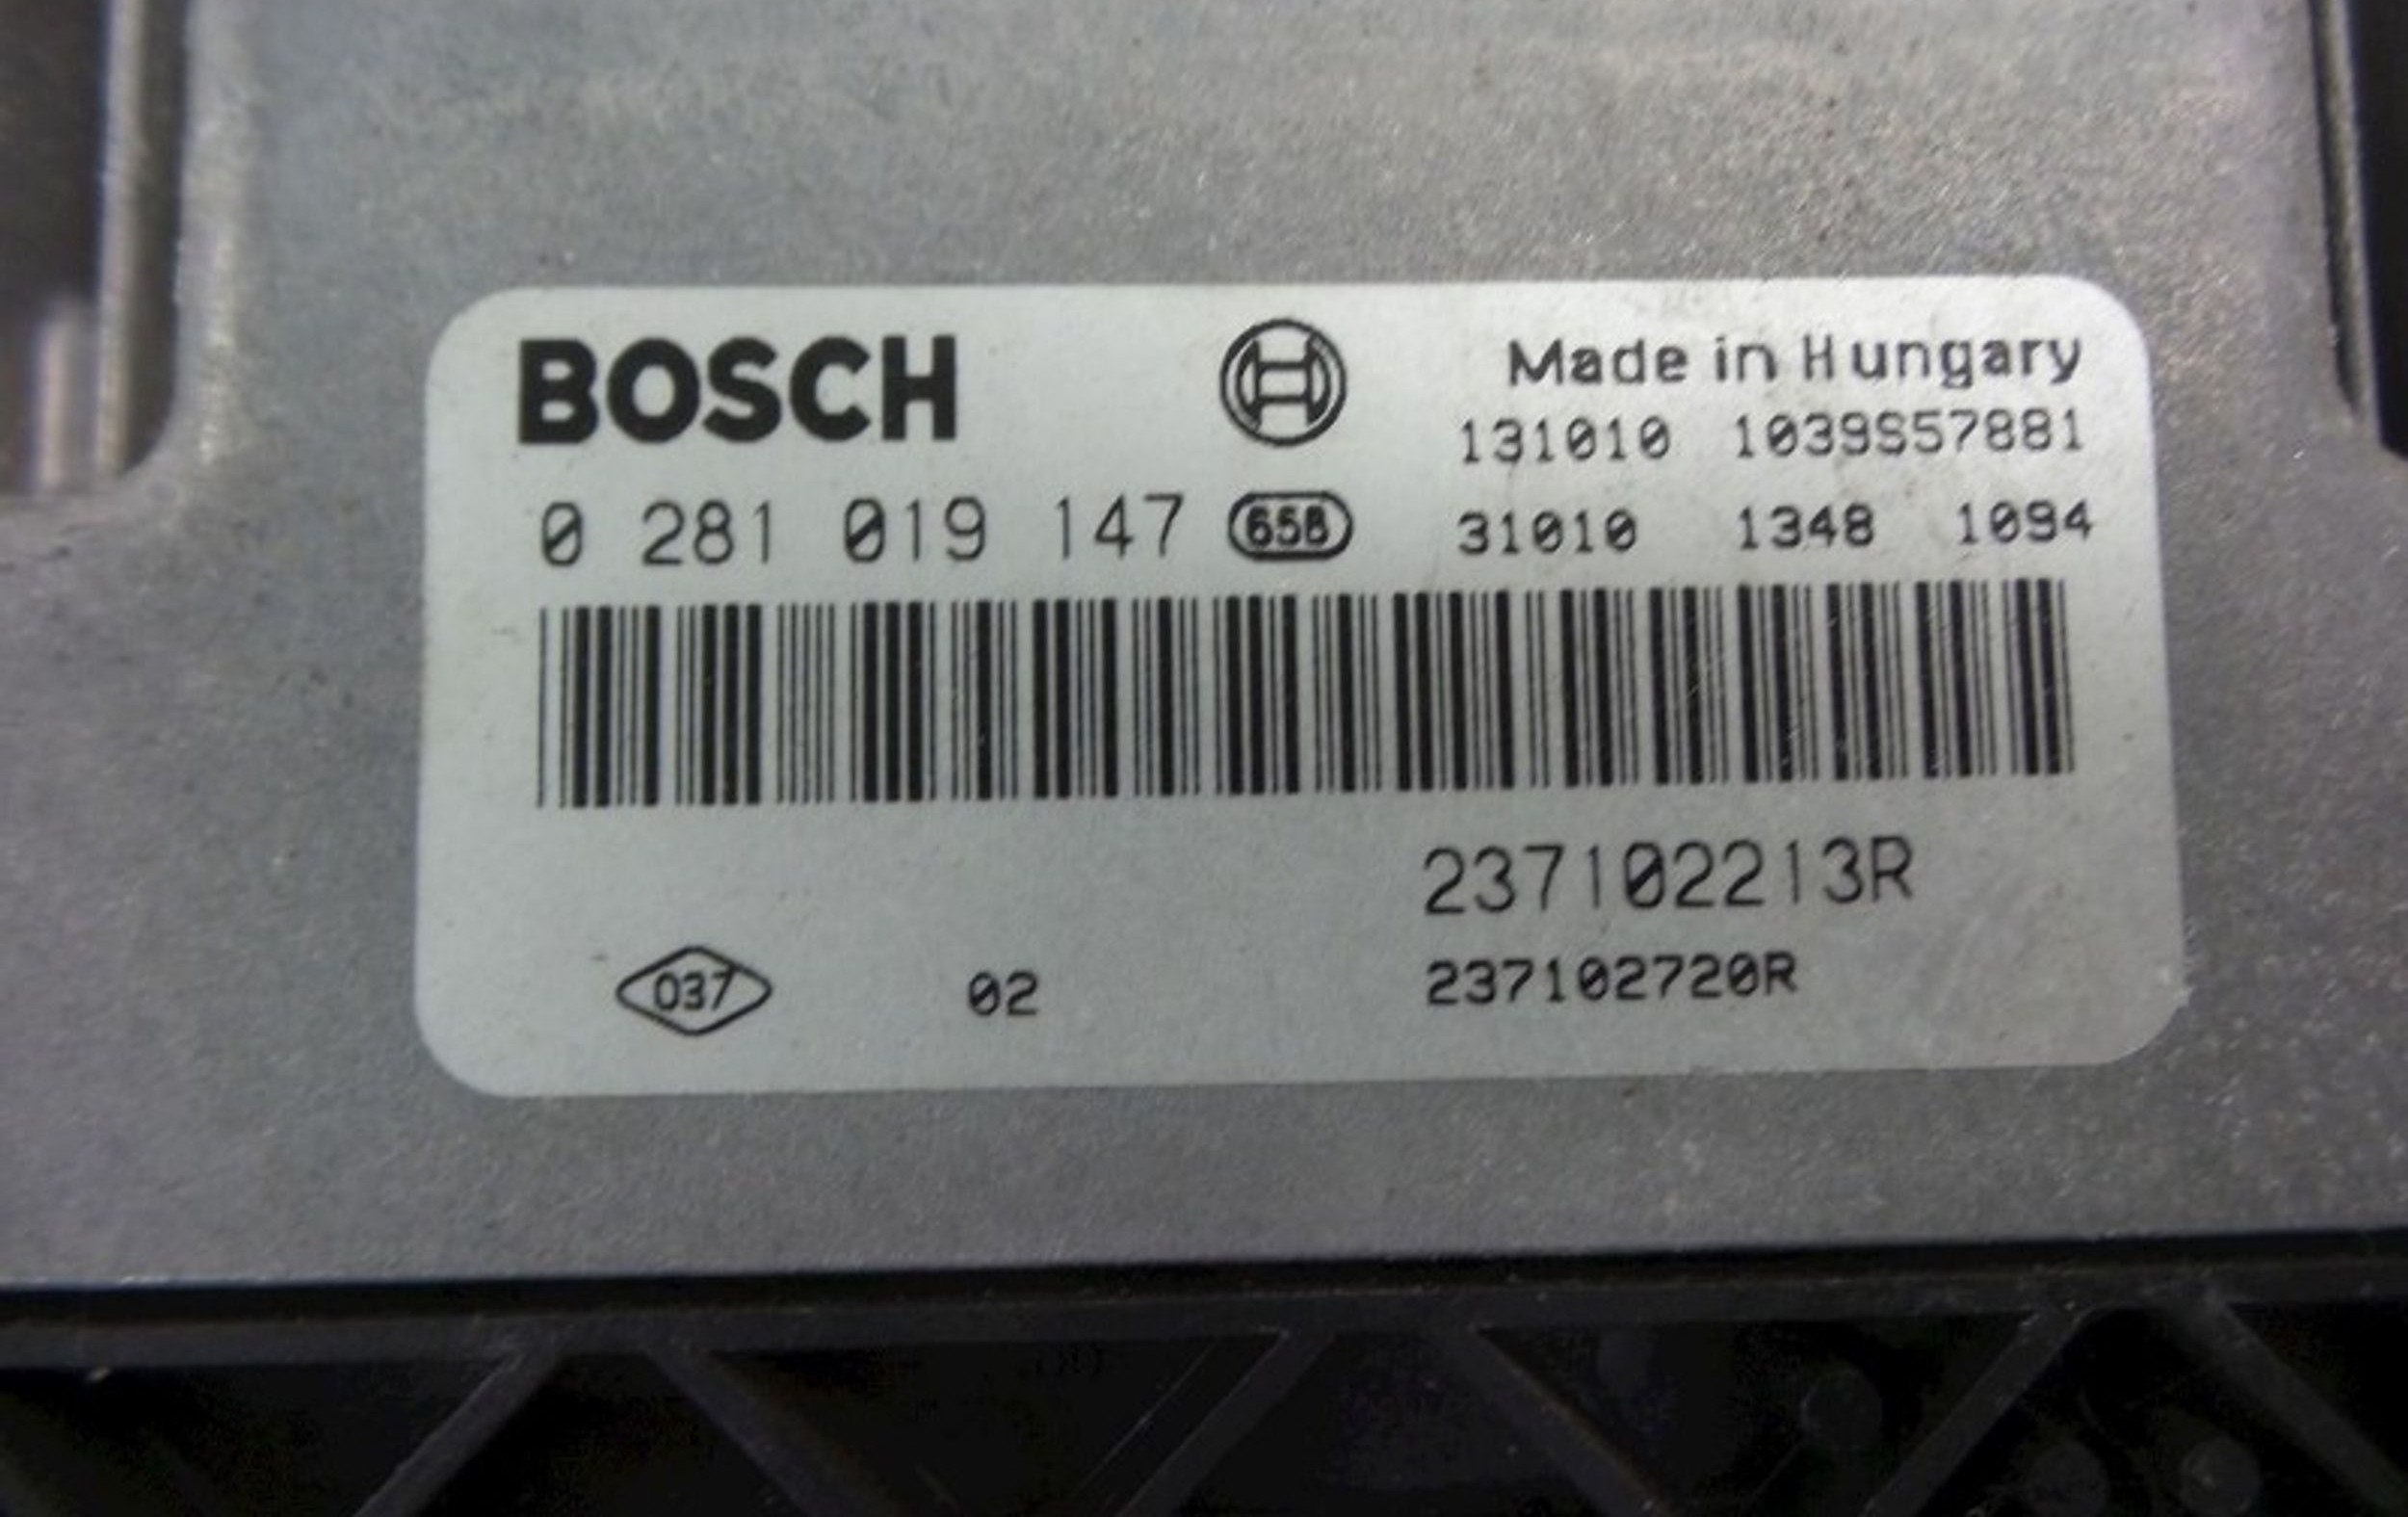 BOSCH
Made in Hungary
131010 1039S57881
0 281 019 147 658 31010 1348 1094
237102213R
037 02 237102720R